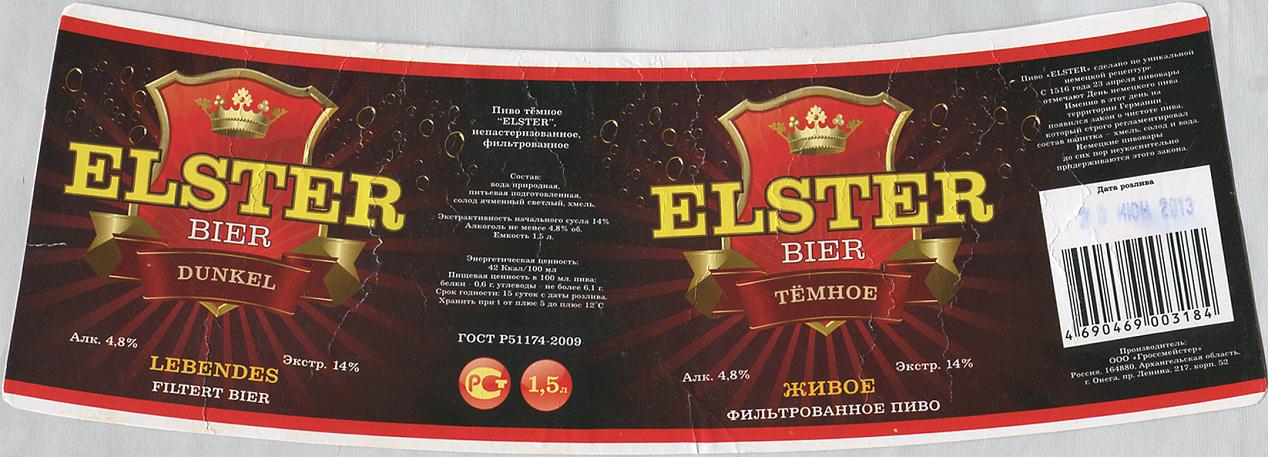 ELSTER
BIER
DUNKEL
Алк. 4,8%
Экстр. 14%
LEBENDES
FILTERT BIER
Пиво тёмное
"ELSTER",
непастеризованное,
фильтрованное
Состав:
вода природная,
питьевая подготовленная,
солод ячменный светлый, хмель.
Экстрактивность начального сусла 14%
Алкоголь не менее 4,8% об.
Емкость 1,5 л.
Энергетическая ценность:
42 Ккал/100 мл
Пищевая ценность в 100 мл. пива:
белки - 0,6 г, углеводы - не более 6,1 г.
Срок годности: 15 суток с даты розлива.
Хранить при t от плюс 5 до плюс 12°С
ГОСТ Р51174-2009
РСТ
1,5л
ELSTER
BIER
ТЁМНОЕ
Алк. 4,8%
Экстр. 14%
ЖИВОЕ
ФИЛЬТРОВАННОЕ ПИВО
Пиво «ELSTER» сделано по уникальной
немецкой рецептуре.
С 1516 года 23 апреля пивовары
отмечают День немецкого пива
Именно в этот день на
территории Германии
появился закон о чистоте пива,
который строго регламентировал
состав напитка - хмель, солод и вода.
Немецкие пивовары
до сих пор неукоснительно
придерживаются этого закона.
Дата розлива
ИЮН 2013
4 690469 003184
Производитель:
ООО «Гроссмейстер»
Россия, 164880, Архангельская область,
г. Онега, пр. Ленина, 217, корп. 52